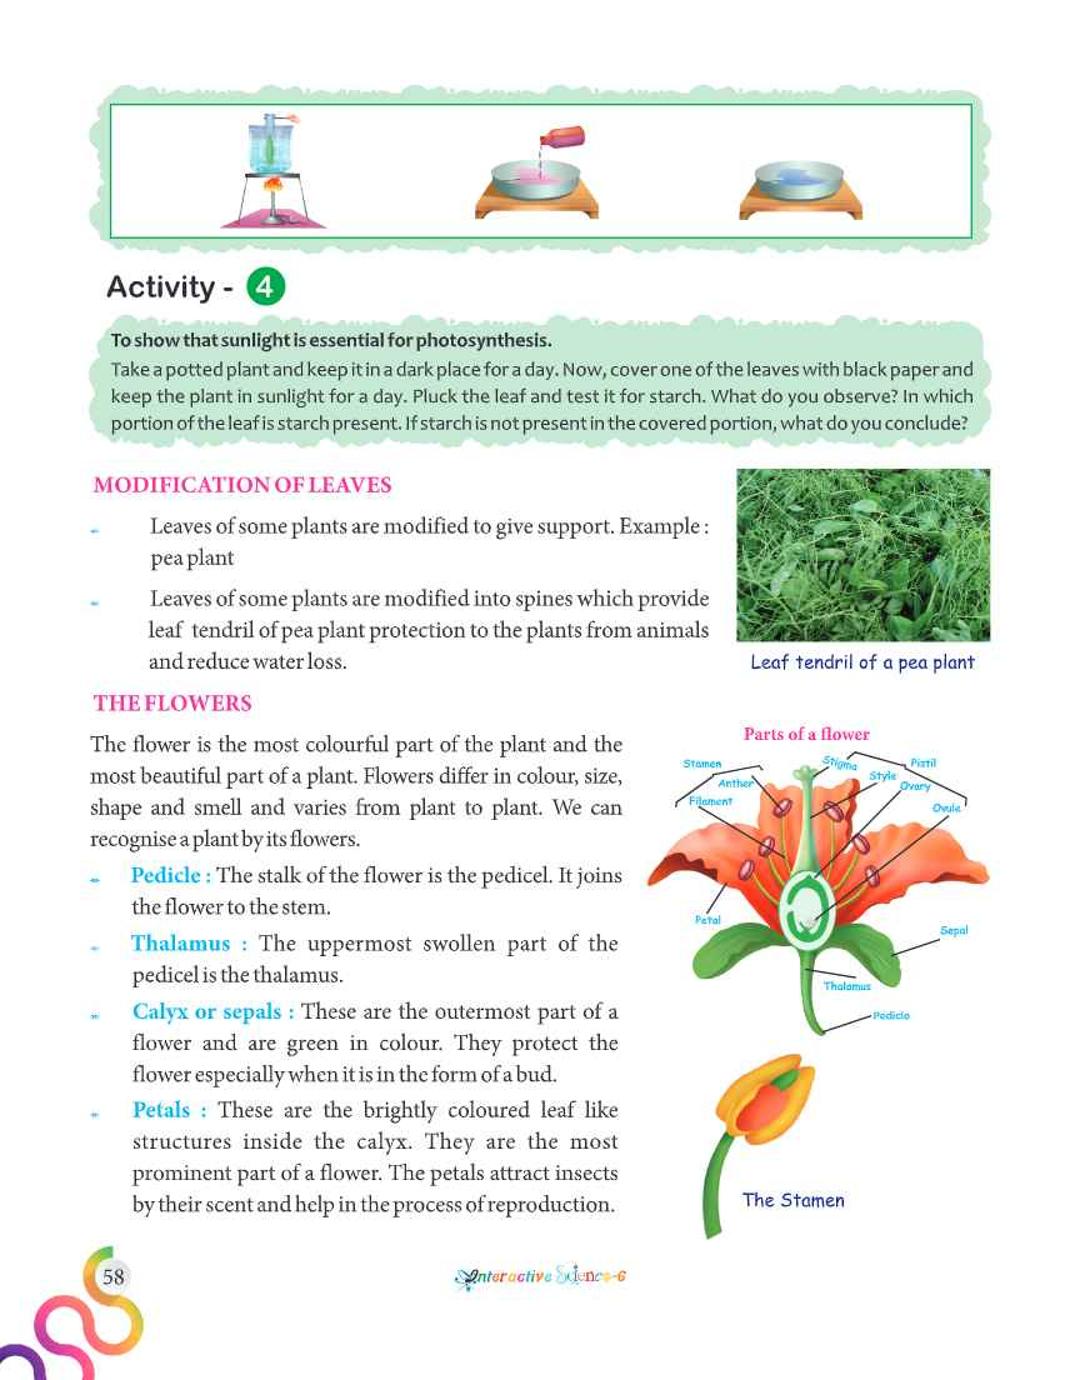 Activity - 4
To show that sunlight is essential for photosynthesis.
Take a potted plant and keep it in a dark place for a day. Now, cover one of the leaves with black paper and
keep the plant in sunlight for a day. Pluck the leaf and test it for starch. What do you observe? In which
portion of the leaf is starch present. If starch is not present in the covered portion, what do you conclude?
MODIFICATION OF LEAVES
Leaves of some plants are modified to give support. Example :
pea plant
Leaves of some plants are modified into spines which provide
leaf tendril of pea plant protection to the plants from animals
and reduce water loss.
Leaf tendril of a pea plant
THE FLOWERS
The flower is the most colourful part of the plant and the
most beautiful part of a plant. Flowers differ in colour, size,
shape and smell and varies from plant to plant. We can
recognise a plant by its flowers.
Pedicle : The stalk of the flower is the pedicel. It joins
the flower to the stem.
Thalamus : The uppermost swollen part of the
pedicel is the thalamus.
Calyx or sepals : These are the outermost part of a
flower and are green in colour. They protect the
flower especially when it is in the form of a bud.
Petals : These are the brightly coloured leaf like
structures inside the calyx. They are the most
prominent part of a flower. The petals attract insects
by their scent and help in the process of reproduction.
Parts of a flower
Stamen
Anther
Filament
Stigma
Pistil
Style
Ovary
Ovule
Petal
Sepal
Thalamus
Pedicle
The Stamen
58
Interactive Science-6